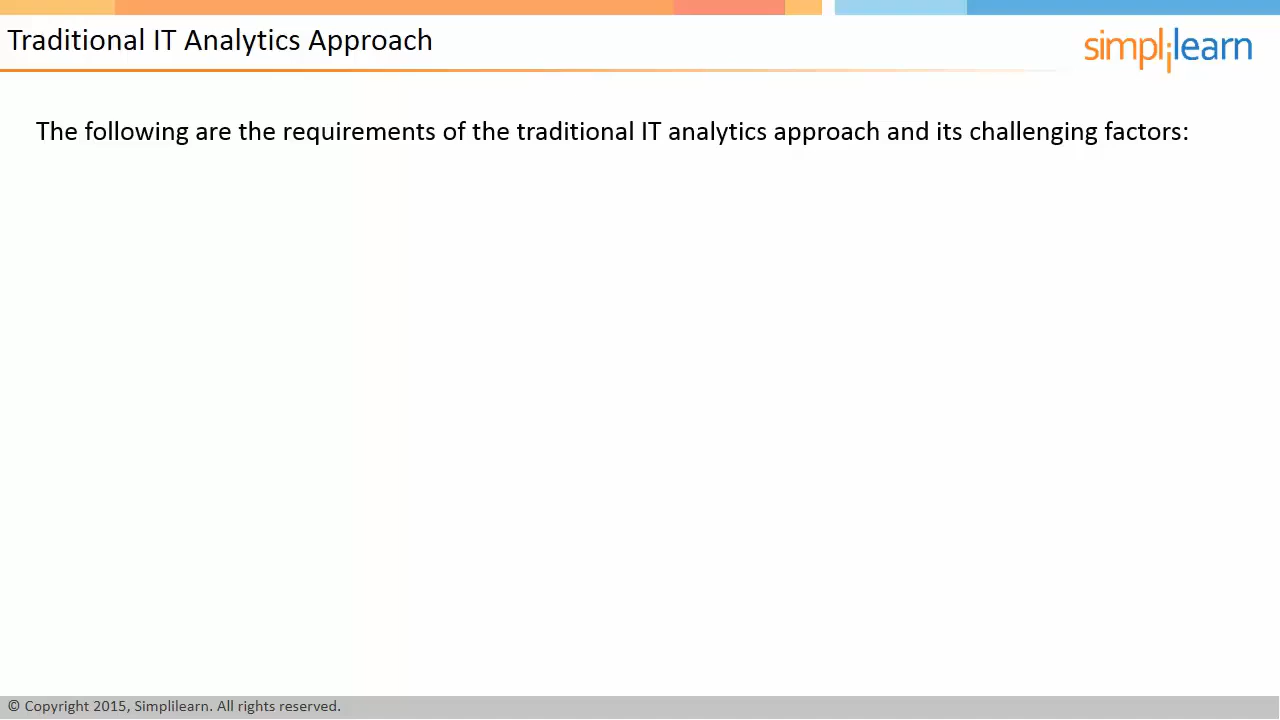 Traditional IT Analytics Approach
simplilearn
The following are the requirements of the traditional IT analytics approach and its challenging factors:
© Copyright 2015, Simplilearn. All rights reserved.